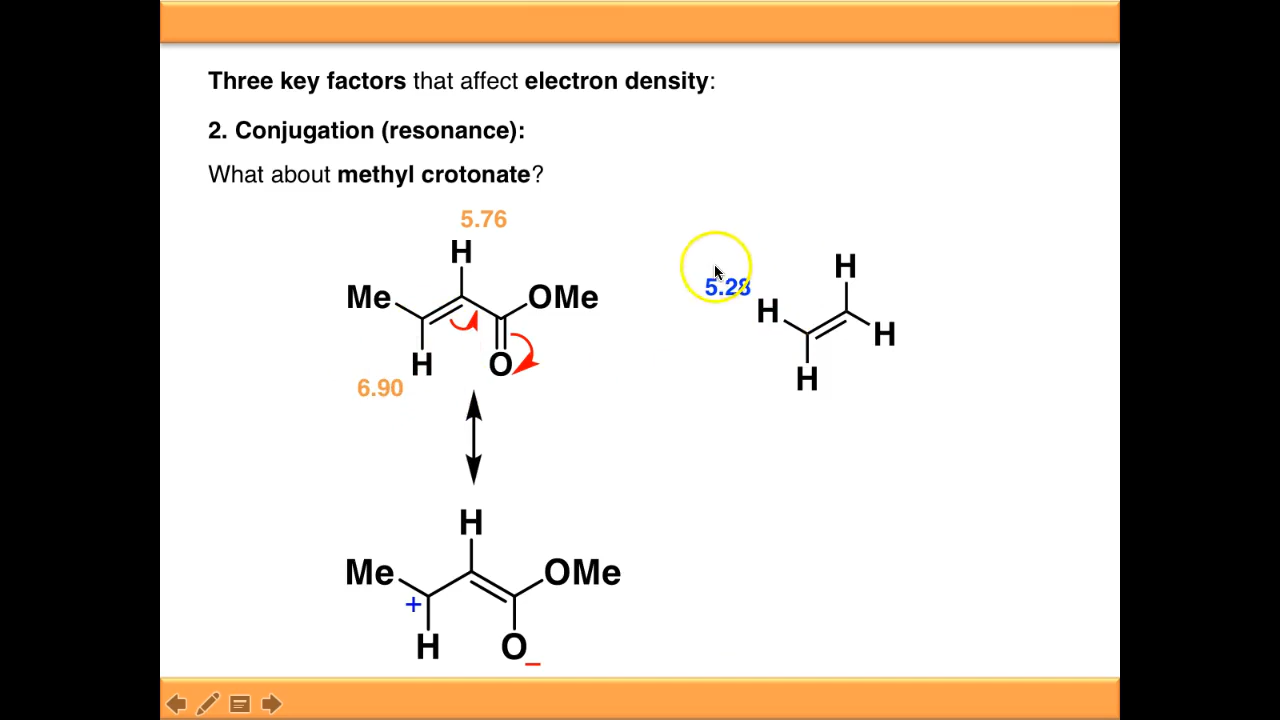 Three key factors that affect electron density:
2. Conjugation (resonance):
What about methyl crotonate?
5.76
H
Me
OMe
H
O
6.90
5.28
H
H
H
H
H
Me
OMe
+
H
O
−